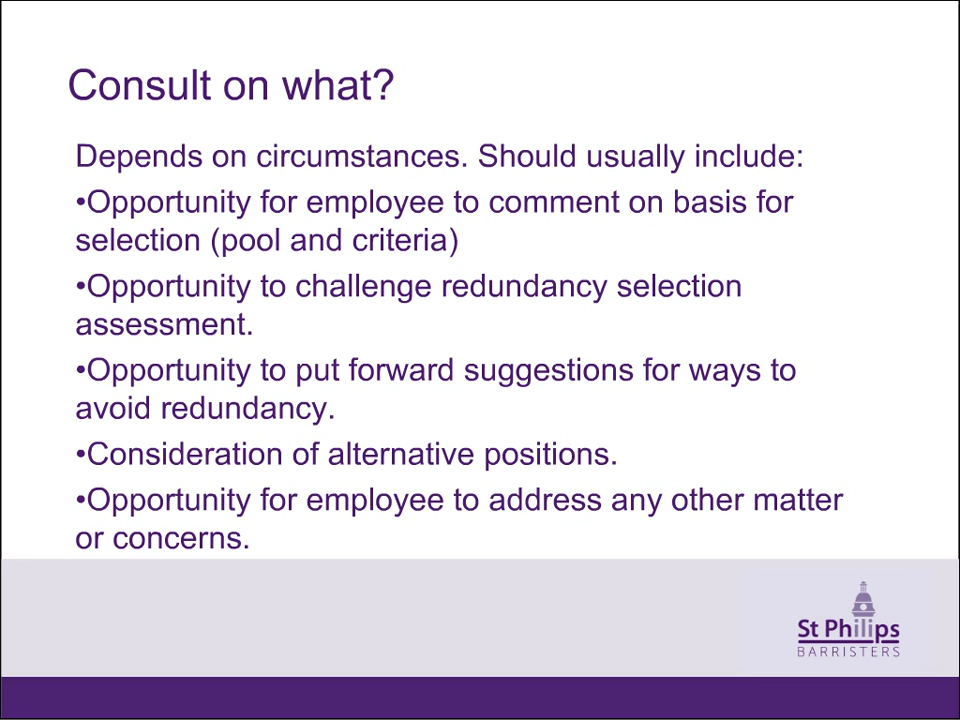 Consult on what?
Depends on circumstances. Should usually include:
•Opportunity for employee to comment on basis for
selection (pool and criteria)
•Opportunity to challenge redundancy selection
assessment.
•Opportunity to put forward suggestions for ways to
avoid redundancy.
•Consideration of alternative positions.
•Opportunity for employee to address any other matter
or concerns.
St Philips
BARRISTERS